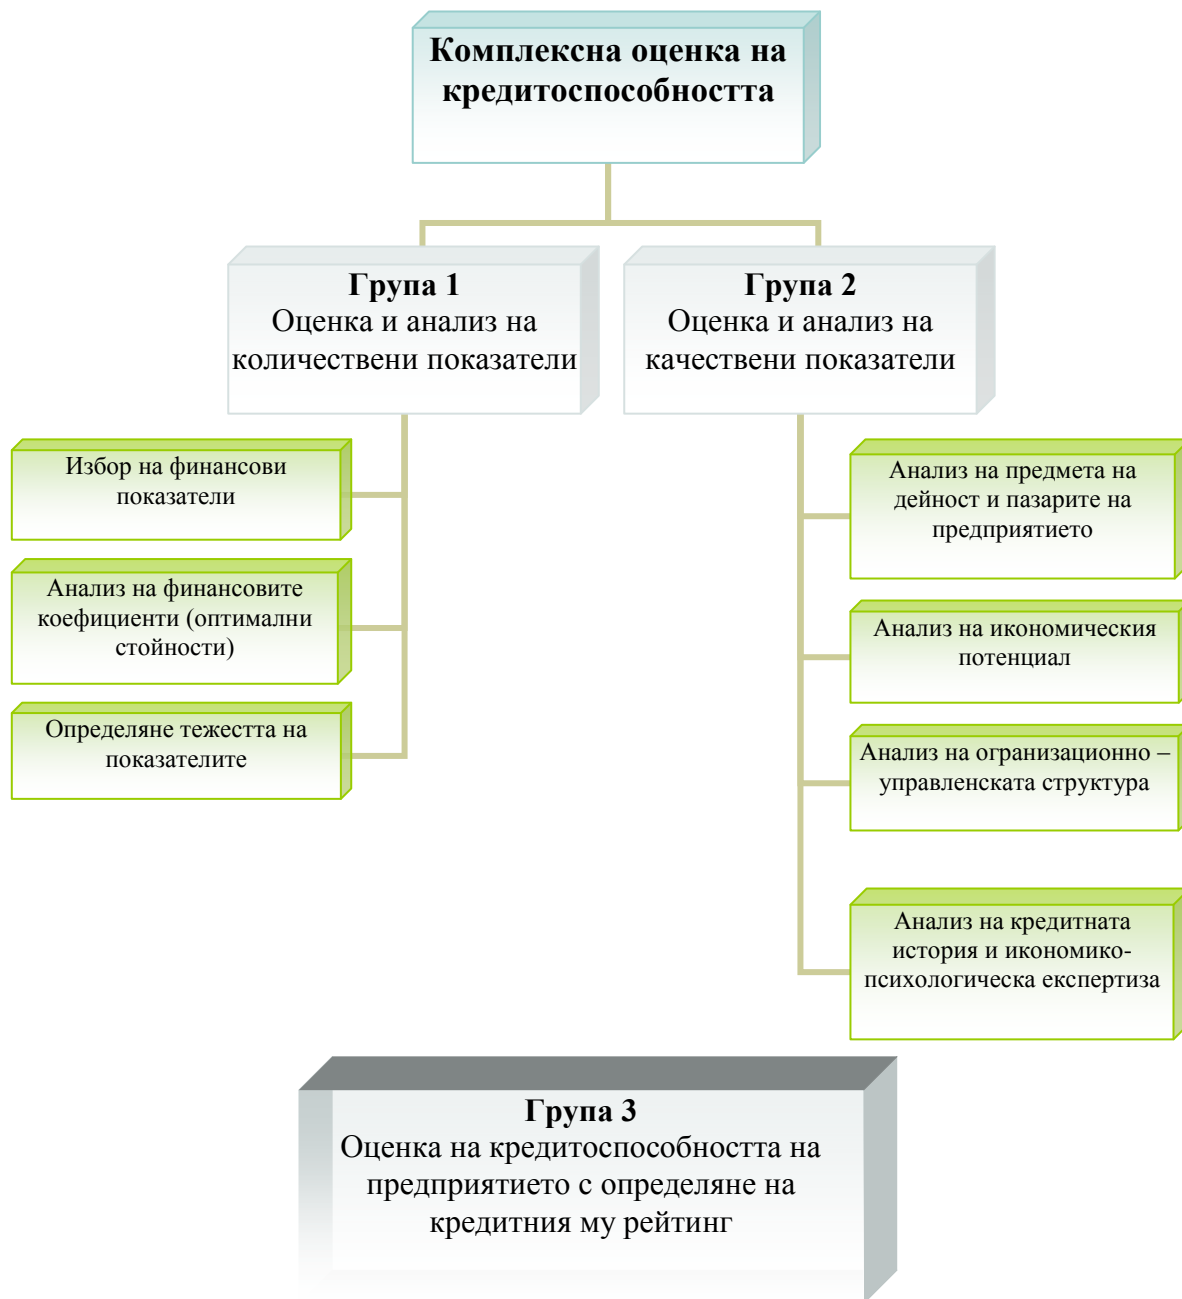 Комплексна оценка на
кредитоспособността
Група 1
Оценка и анализ на
количествени показатели
Група 2
Оценка и анализ на
качествени показатели
Избор на финансови
показатели
Анализ на финансовите
коефициенти (оптимални
стойности)
Определяне тежестта на
показателите
Анализ на предмета на
дейност и пазарите на
предприятието
Анализ на икономическия
потенциал
Анализ на огранизационно –
управленската структура
Анализ на кредитната
история и икономико-
психологическа експертиза
Група 3
Оценка на кредитоспособността на
предприятието с определяне на
кредитния му рейтинг